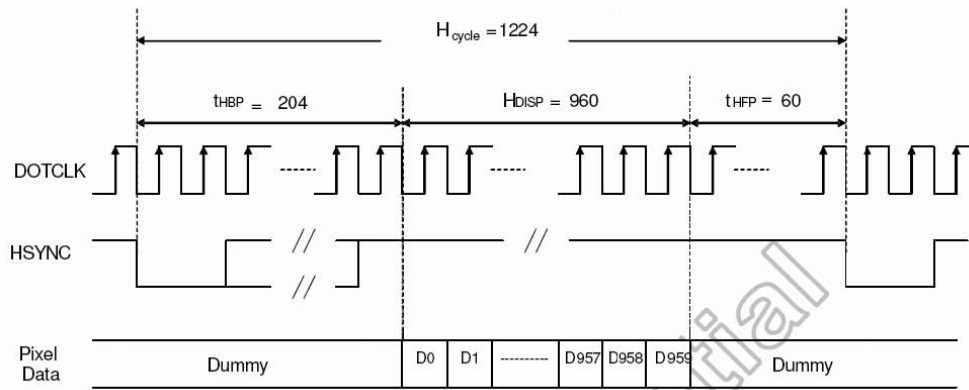 Hcycle =1224
tHBP = 204
HDISP = 960
tHFP = 60
DOTCLK
HSYNC
Pixel Data
Dummy
D0
D1
D957
D958
D959
Dummy